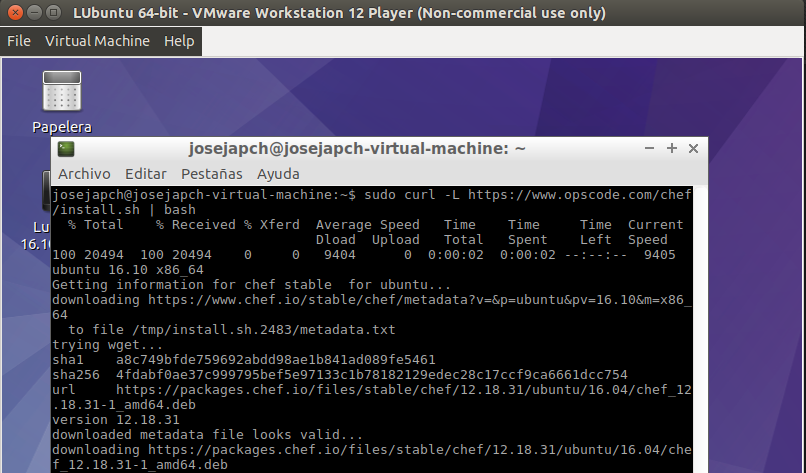 LUbuntu 64-bit - VMware Workstation 12 Player (Non-commercial use only)
File Virtual Machine Help
Papelera
Lu
16.10
josejapch@josejapch-virtual-machine: ~
Archivo Editar Pestañas Ayuda
josejapch@josejapch-virtual-machine:~$ sudo curl -L https://www.opscode.com/chef
/install.sh | bash
% Total % Received % Xferd Average Speed Time Time Time Current
Dload Upload Total Spent Left Speed
100 20494 100 20494 0 0 9404 0 0:00:02 0:00:02 --:--:-- 9405
ubuntu 16.10 x86_64
Getting information for chef stable for ubuntu...
downloading https://www.chef.io/stable/chef/metadata?v=&p=ubuntu&pv=16.10&m=x86_
64
to file /tmp/install.sh.2483/metadata.txt
trying wget...
sha1 a8c749bfde759692abdd98ae1b841ad089fe5461
sha256 4fdabf0ae37c999795bef5e97133c1b78182129edec28c17ccf9ca6661dcc754
url https://packages.chef.io/files/stable/chef/12.18.31/ubuntu/16.04/chef_12
.18.31-1_amd64.deb
version 12.18.31
downloaded metadata file looks valid...
downloading https://packages.chef.io/files/stable/chef/12.18.31/ubuntu/16.04/che
f_12.18.31-1_amd64.deb